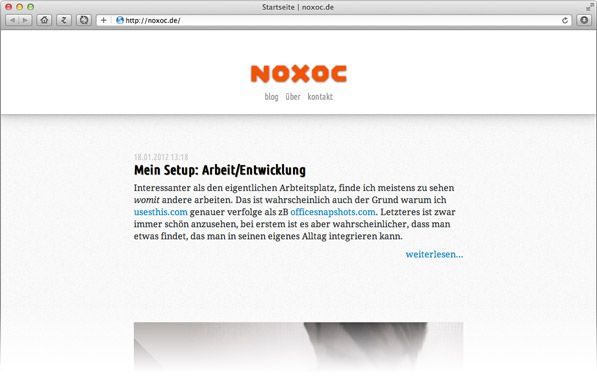 Startseite | noxoc.de
http://noxoc.de/
NOXOC
blog über kontakt
18.01.2012 13:18
Mein Setup: Arbeit/Entwicklung
Interessanter als den eigentlichen Arbteitsplatz, finde ich meistens zu sehen
womit andere arbeiten. Das ist wahrscheinlich auch der Grund warum ich
usesthis.com genauer verfolge als zB officesnapshots.com. Letzteres ist zwar
immer schön anzusehen, bei erstem ist es aber wahrscheinlicher, dass man
etwas findet, das man in seinen eigenes Alltag integrieren kann.
weiterlesen...